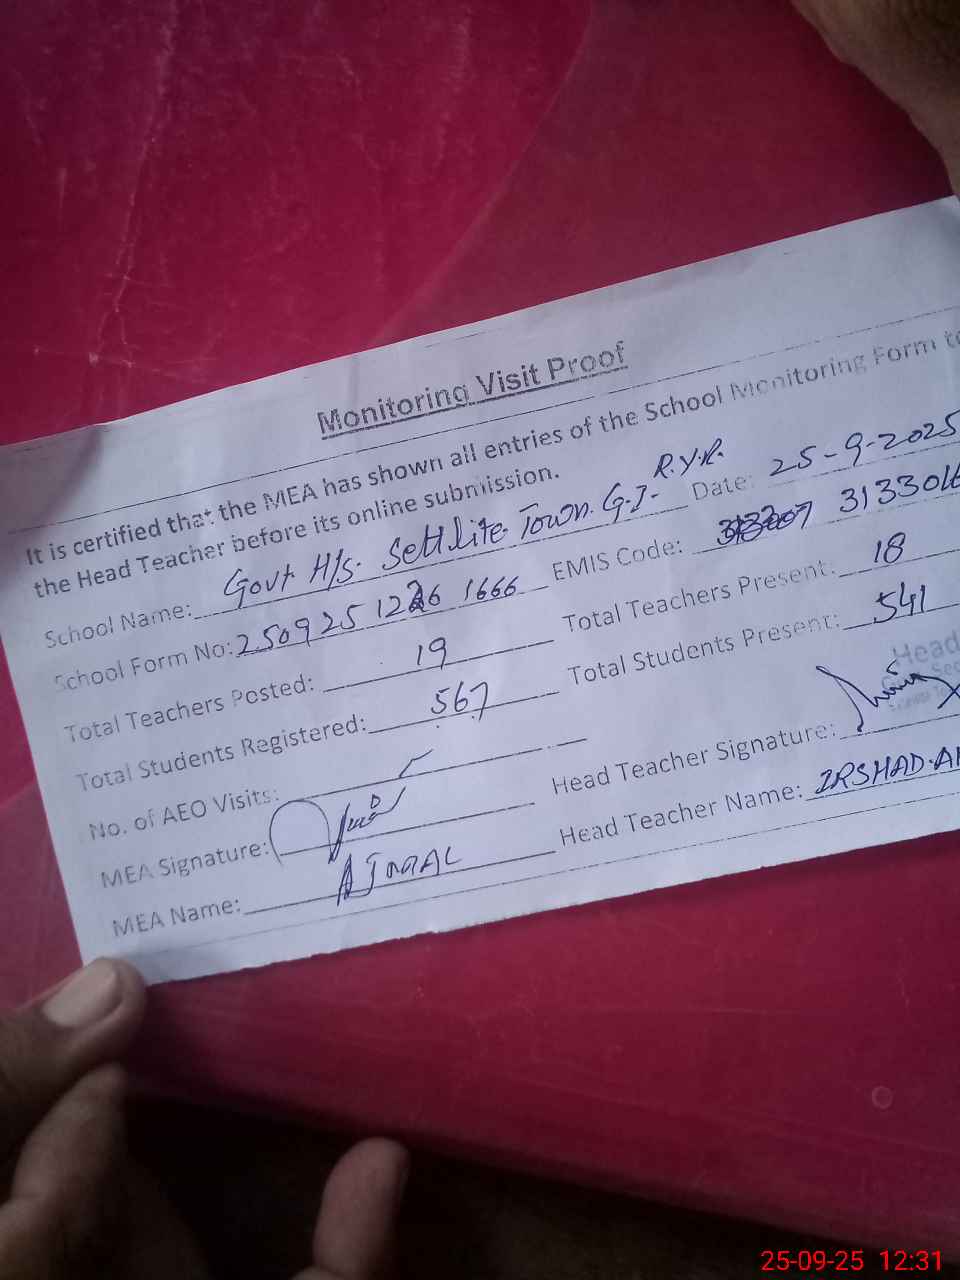 Monitoring Visit Proof
It is certified that the MEA has shown all entries of the School Monitoring Form to
the Head Teacher before its online submission.
School Name: Govt H/s. Settlite Town G.I- R.Y.K. Date: 25-9-2025
School Form No: 2509 25 1226 1666 EMIS Code: 3133016
Total Teachers Posted: 19 Total Teachers Present: 18
Total Students Registered: 567 Total Students Present: 541
No. of AEO Visits:
Head
MEA Signature: Head Teacher Signature:
MEA Name: AJMAL Head Teacher Name: IRSHAD.A
25-09-25 12:31